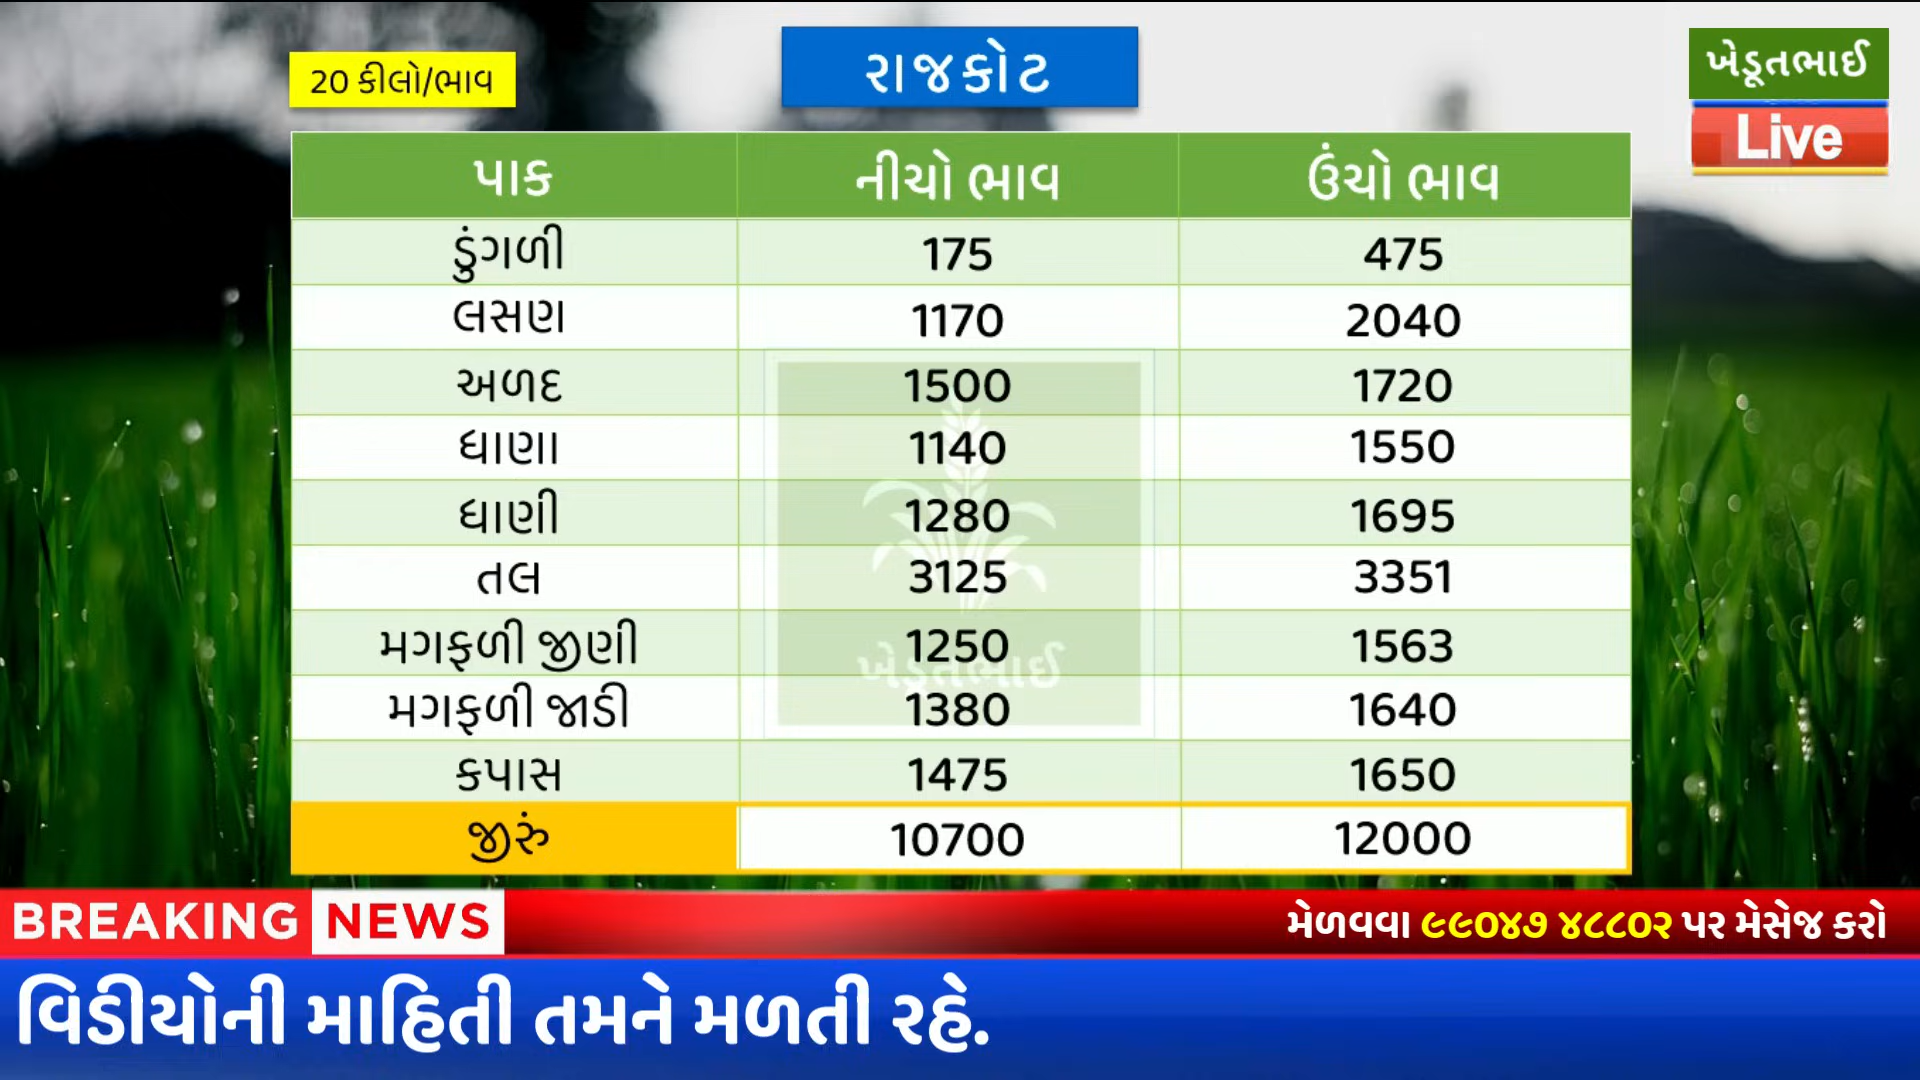 20 કીલો/ભાવ
રાજકોટ
ખેડૂતભાઈ
Live
પાક નીચો ભાવ ઉંચો ભાવ
ડુંગળી 175 475
લસણ 1170 2040
અળદ 1500 1720
ધાણા 1140 1550
ધાણી 1280 1695
તલ 3125 3351
મગફળી જીણી 1250 1563
ખેડૂતભાઈ
મગફળી જાડી 1380 1640
કપાસ 1475 1650
જીરું 10700 12000
BREAKING NEWS
મેળવવા ૯૯૦૪૭ ૪૮૮૦૨ પર મેસેજ કરો
વિડીયોની માહિતી તમને મળતી રહે.